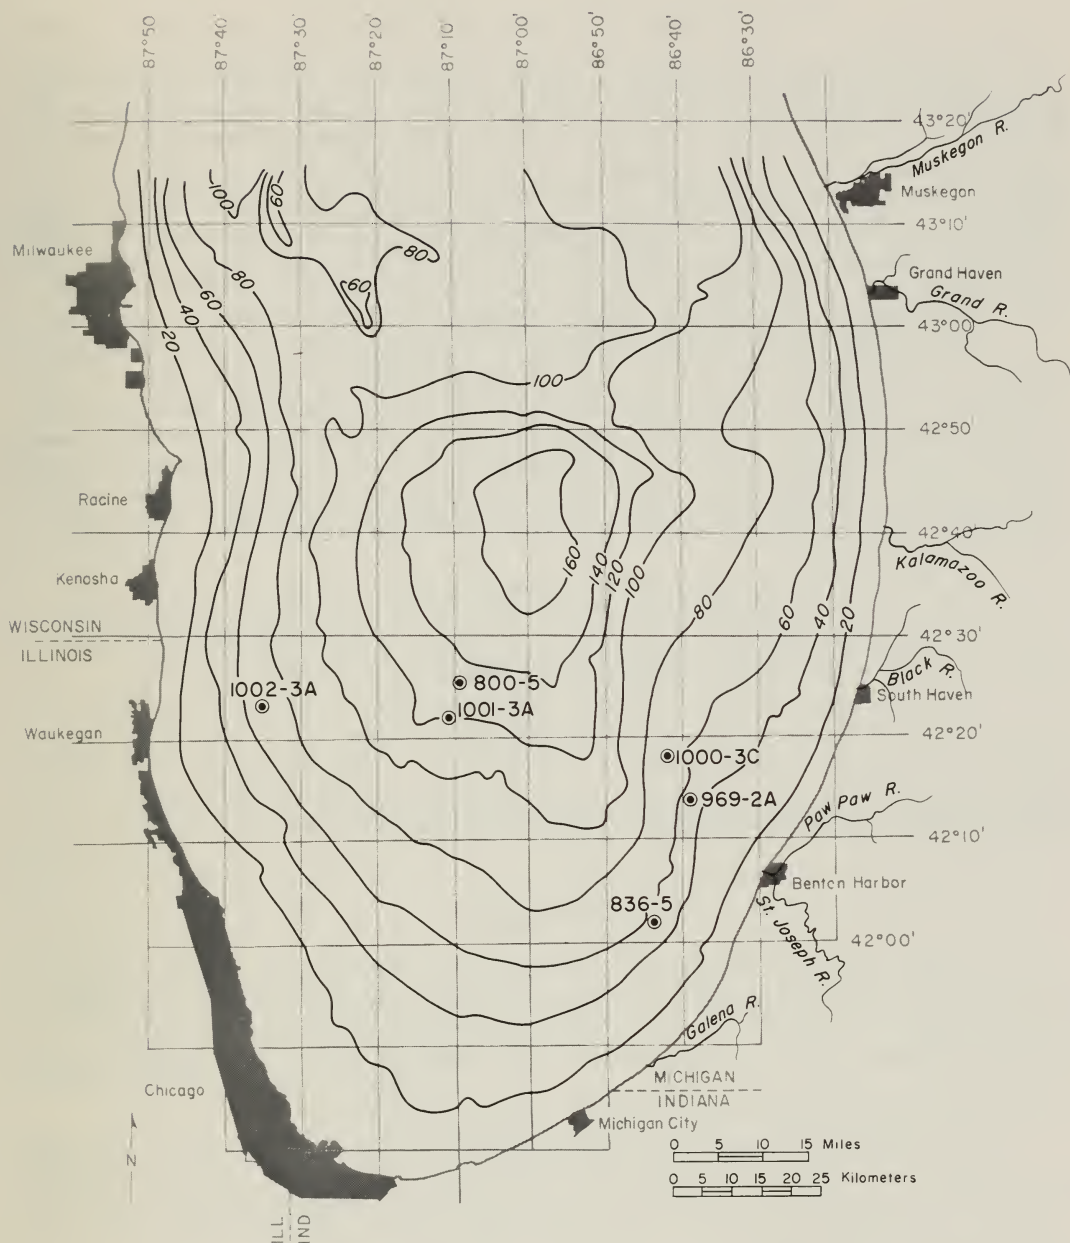 87°50'
87°40'
87°30'
87°20'
87°10'
87°00'
86°50'
86°40'
86°30'
43°20'
Muskegon R.
Muskegon
43°10'
Milwaukee
100
60
80
80
60
40
20
60
Grand Haven
Grand R.
43°00'
100
42°50'
Racine
42°40'
Kalamazoo R.
Kenosha
160
140
120
100
80
60
40
20
WISCONSIN
ILLINOIS
42°30'
Black R.
South Haven
1002-3A
800-5
1001-3A
Waukegan
42°20'
1000-3C
969-2A
Paw Paw R.
42°10'
Benton Harbor
836-5
St. Joseph R.
42°00'
Galena R.
MICHIGAN
INDIANA
Chicago
Michigan City
N
0 5 10 15 Miles
0 5 10 15 20 25 Kilometers
ILL
IND